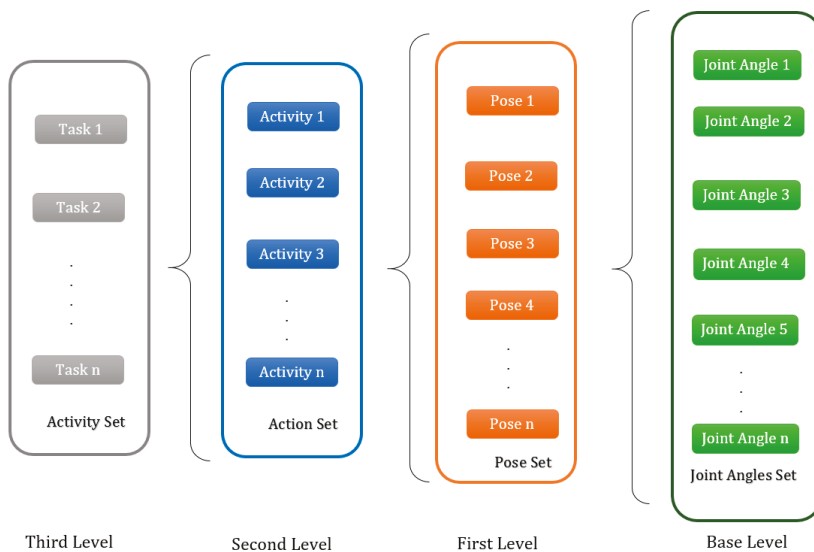 Task 1
Task 2
Task n
Activity Set
Third Level
Activity 1
Activity 2
Activity 3
Activity n
Action Set
Second Level
Pose 1
Pose 2
Pose 3
Pose 4
Pose n
Pose Set
First Level
Joint Angle 1
Joint Angle 2
Joint Angle 3
Joint Angle 4
Joint Angle 5
Joint Angle n
Joint Angles Set
Base Level